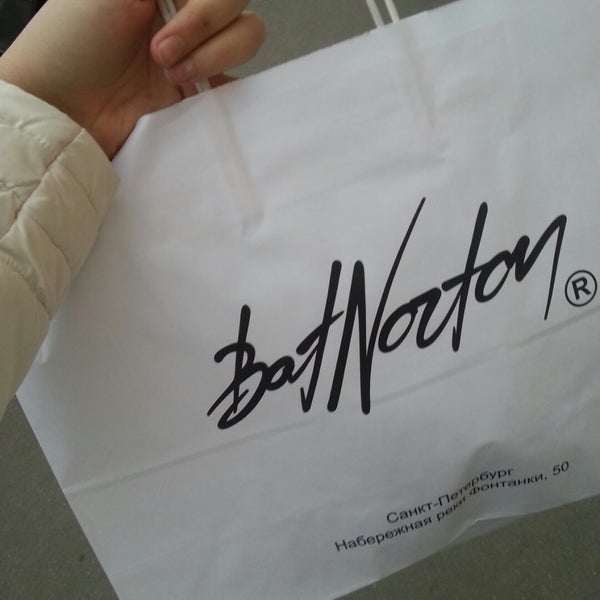 BatNorton ®
Санкт-Петербург
Набережная реки Фонтанки, 50